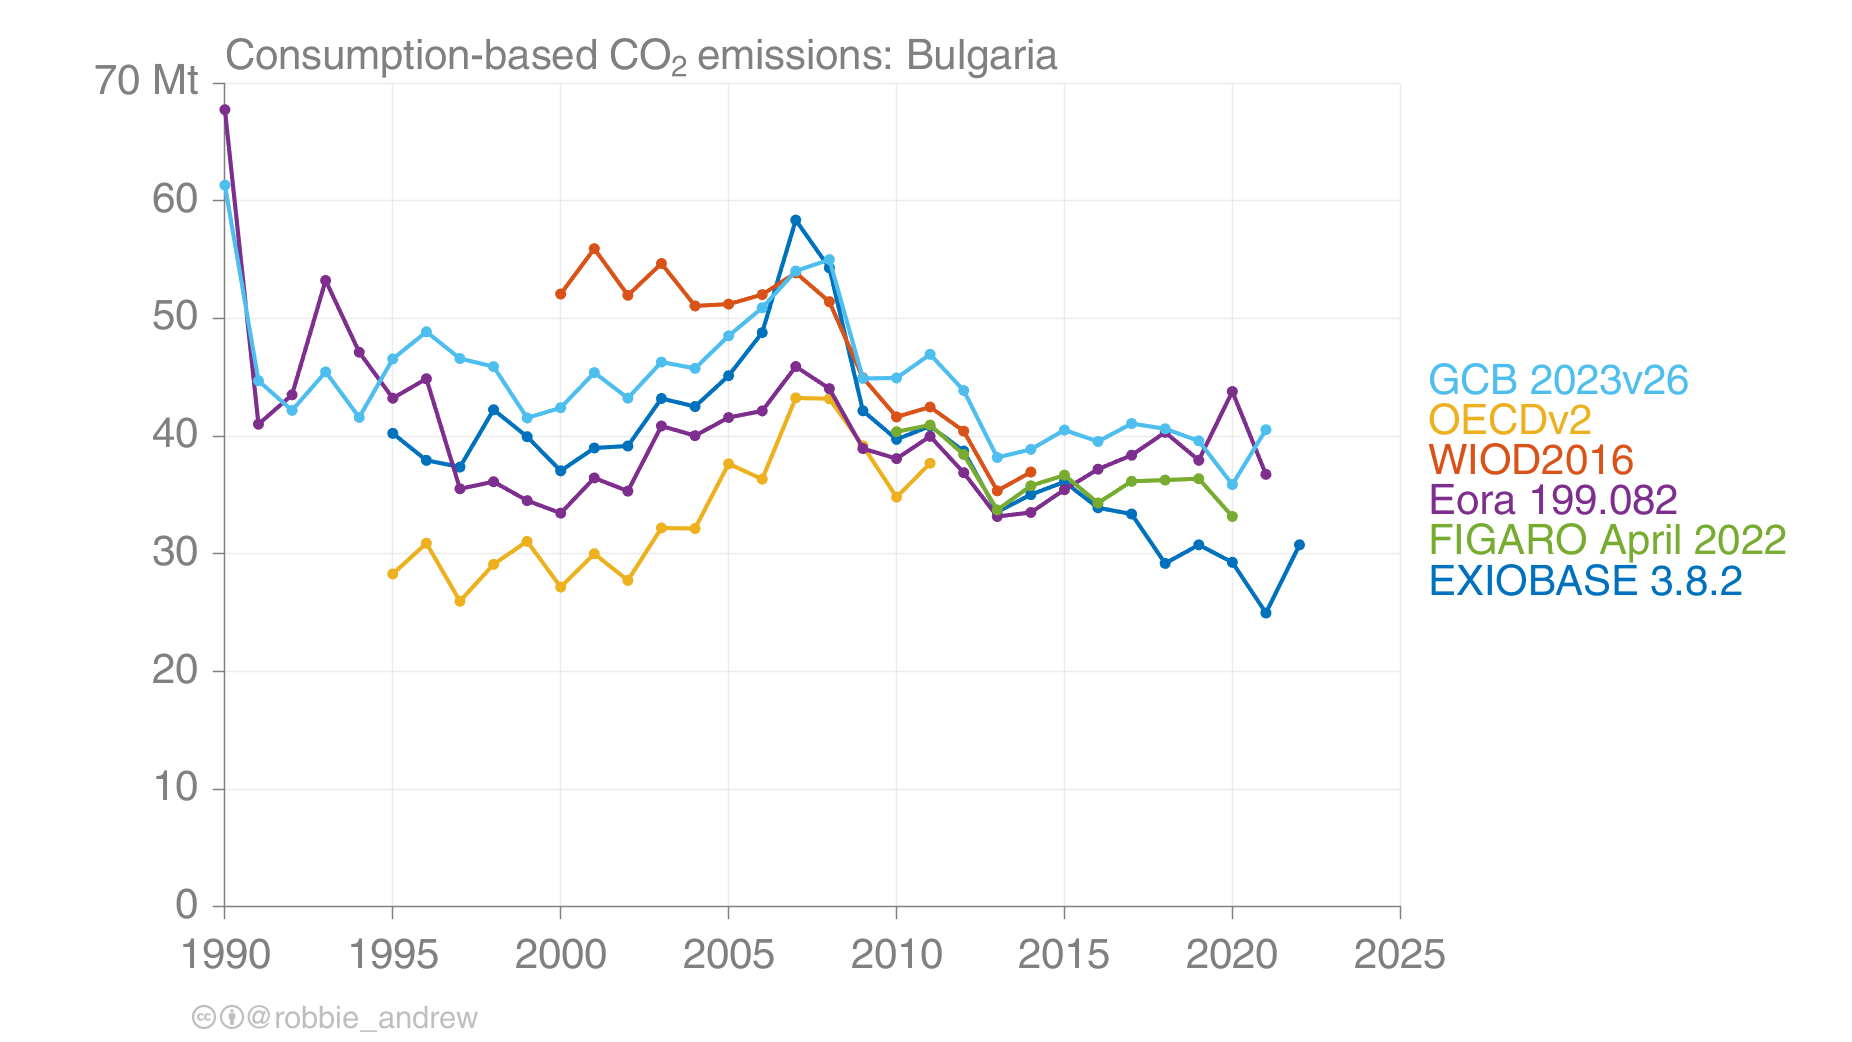 Consumption-based CO₂ emissions: Bulgaria
70 Mt
60
50
40
30
20
10
0
1990 1995 2000 2005 2010 2015 2020 2025
GCB 2023v26
OECDv2
WIOD2016
Eora 199.082
FIGARO April 2022
EXIOBASE 3.8.2
@robbie_andrew